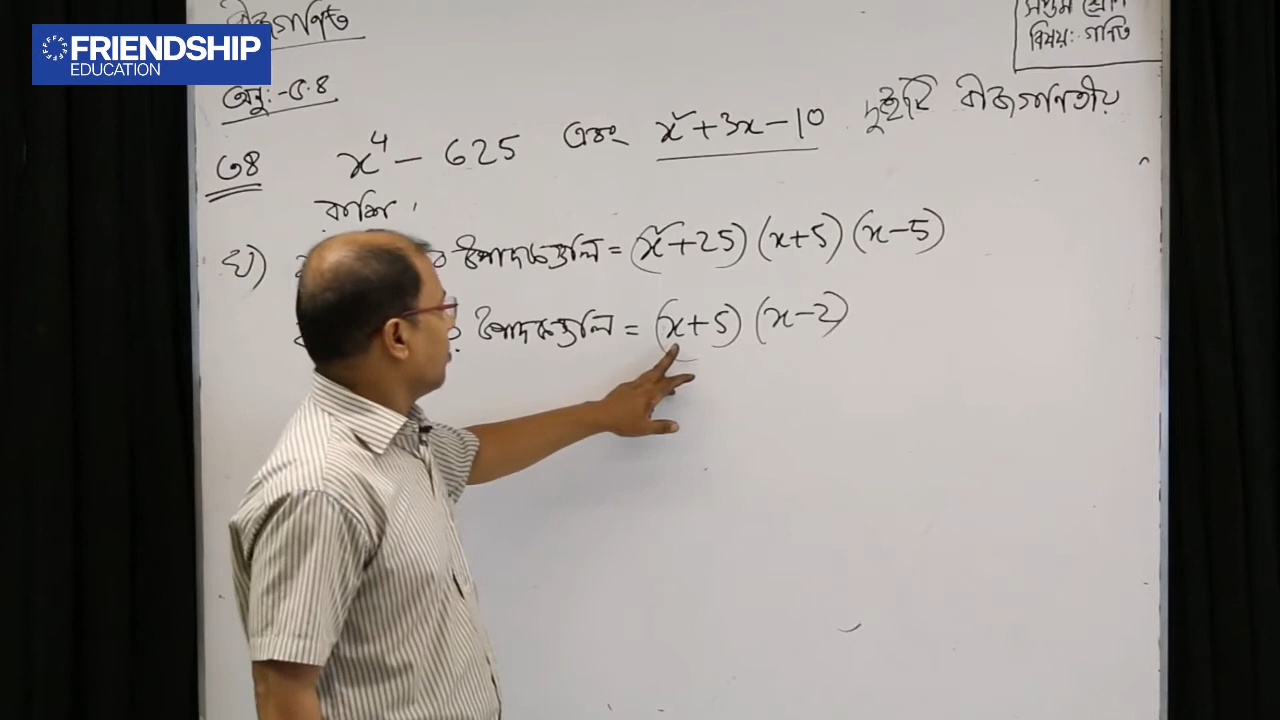 বীজগণিত
FRIENDSHIP
EDUCATION
সপ্তম শ্রেণি
বিষয়: গণিত
অনু: -৫.৪
৩৪ x⁴ - 625 এবং x² + 3x - 10 দুইটি বীজগাণিতীয়
রাশি।
ঘ) উৎপাদকগুলি = (x² + 25) (x + 5) (x - 5)
র উৎপাদকগুলি = (x + 5) (x - 2)